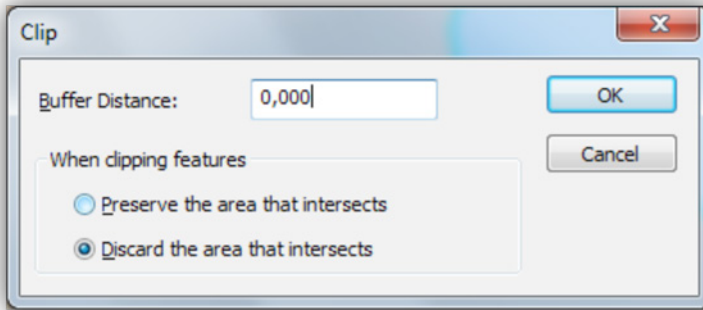 Clip
Buffer Distance: 0,000 OK
When clipping features Cancel
Preserve the area that intersects
Discard the area that intersects